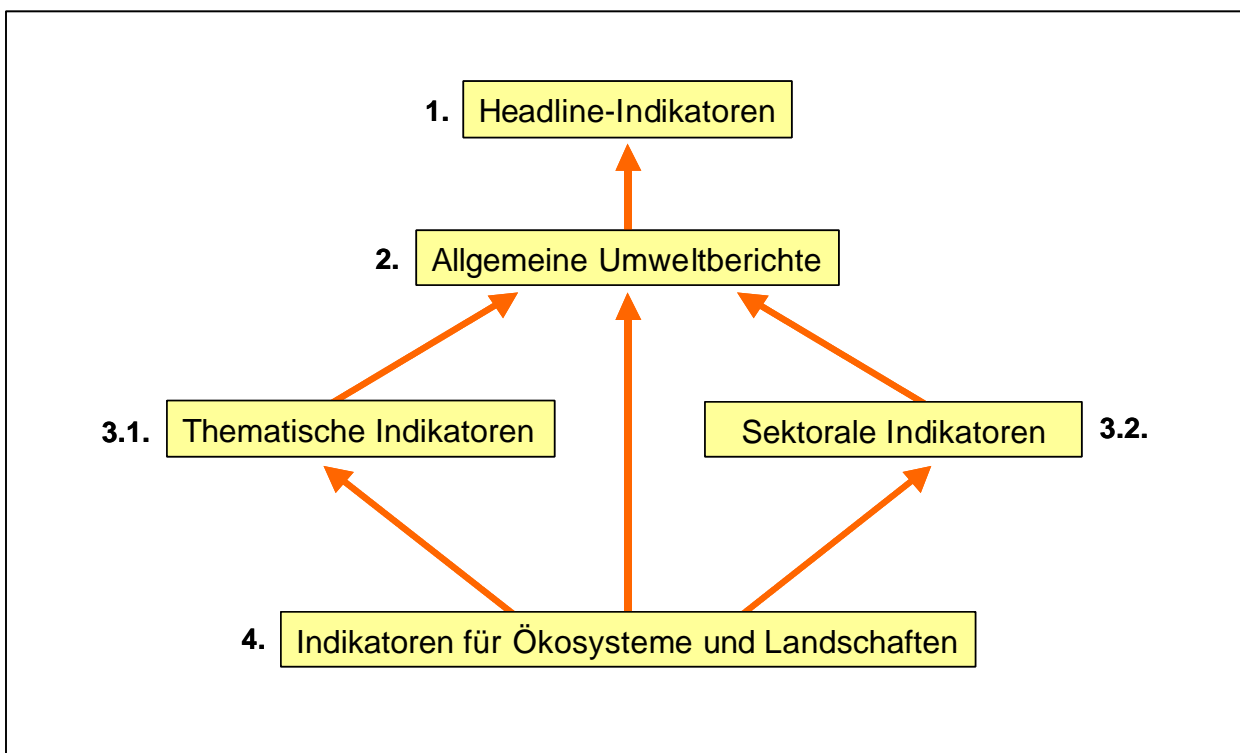 1. Headline-Indikatoren
2. Allgemeine Umweltberichte
3.1. Thematische Indikatoren
Sektorale Indikatoren 3.2.
4. Indikatoren für Ökosysteme und Landschaften